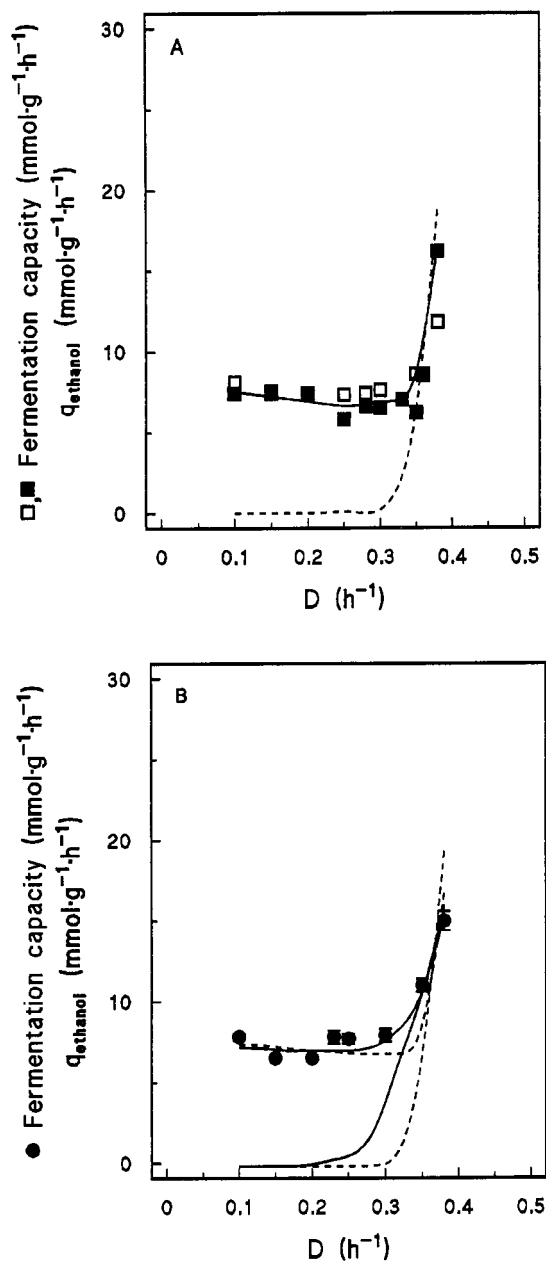 A
30
20
10
0
□,■ Fermentation capacity (mmol·g⁻¹·h⁻¹)
qethanol (mmol·g⁻¹·h⁻¹)
0 0.1 0.2 0.3 0.4 0.5
D (h⁻¹)
B
30
20
10
0
● Fermentation capacity (mmol·g⁻¹·h⁻¹)
qethanol (mmol·g⁻¹·h⁻¹)
0 0.1 0.2 0.3 0.4 0.5
D (h⁻¹)